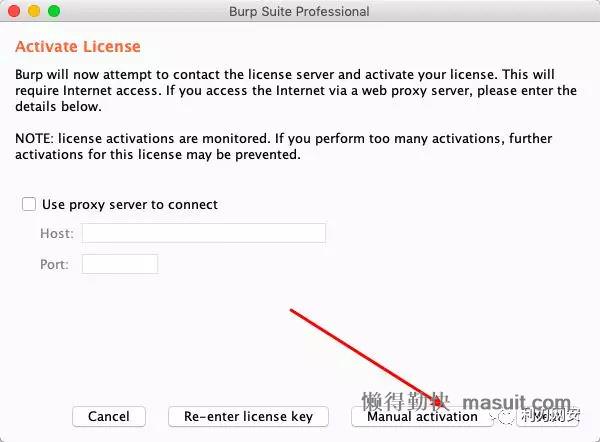 Burp Suite Professional
Activate License
Burp will now attempt to contact the license server and activate your license. This will
require Internet access. If you access the Internet via a web proxy server, please enter the
details below.
NOTE: license activations are monitored. If you perform too many activations, further
activations for this license may be prevented.
Use proxy server to connect
Host:
Port:
懒得勤快 masuit.com
Cancel
Re-enter license key
Manual activation